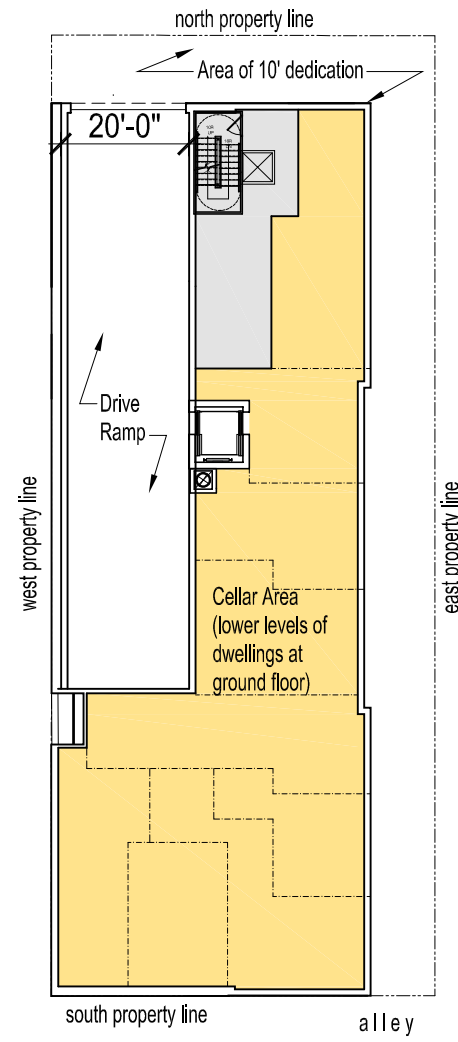 north property line
Area of 10' dedication
20'-0"
Drive
Ramp
west property line
east property line
Cellar Area
(lower levels of
dwellings at
ground floor)
south property line
alley